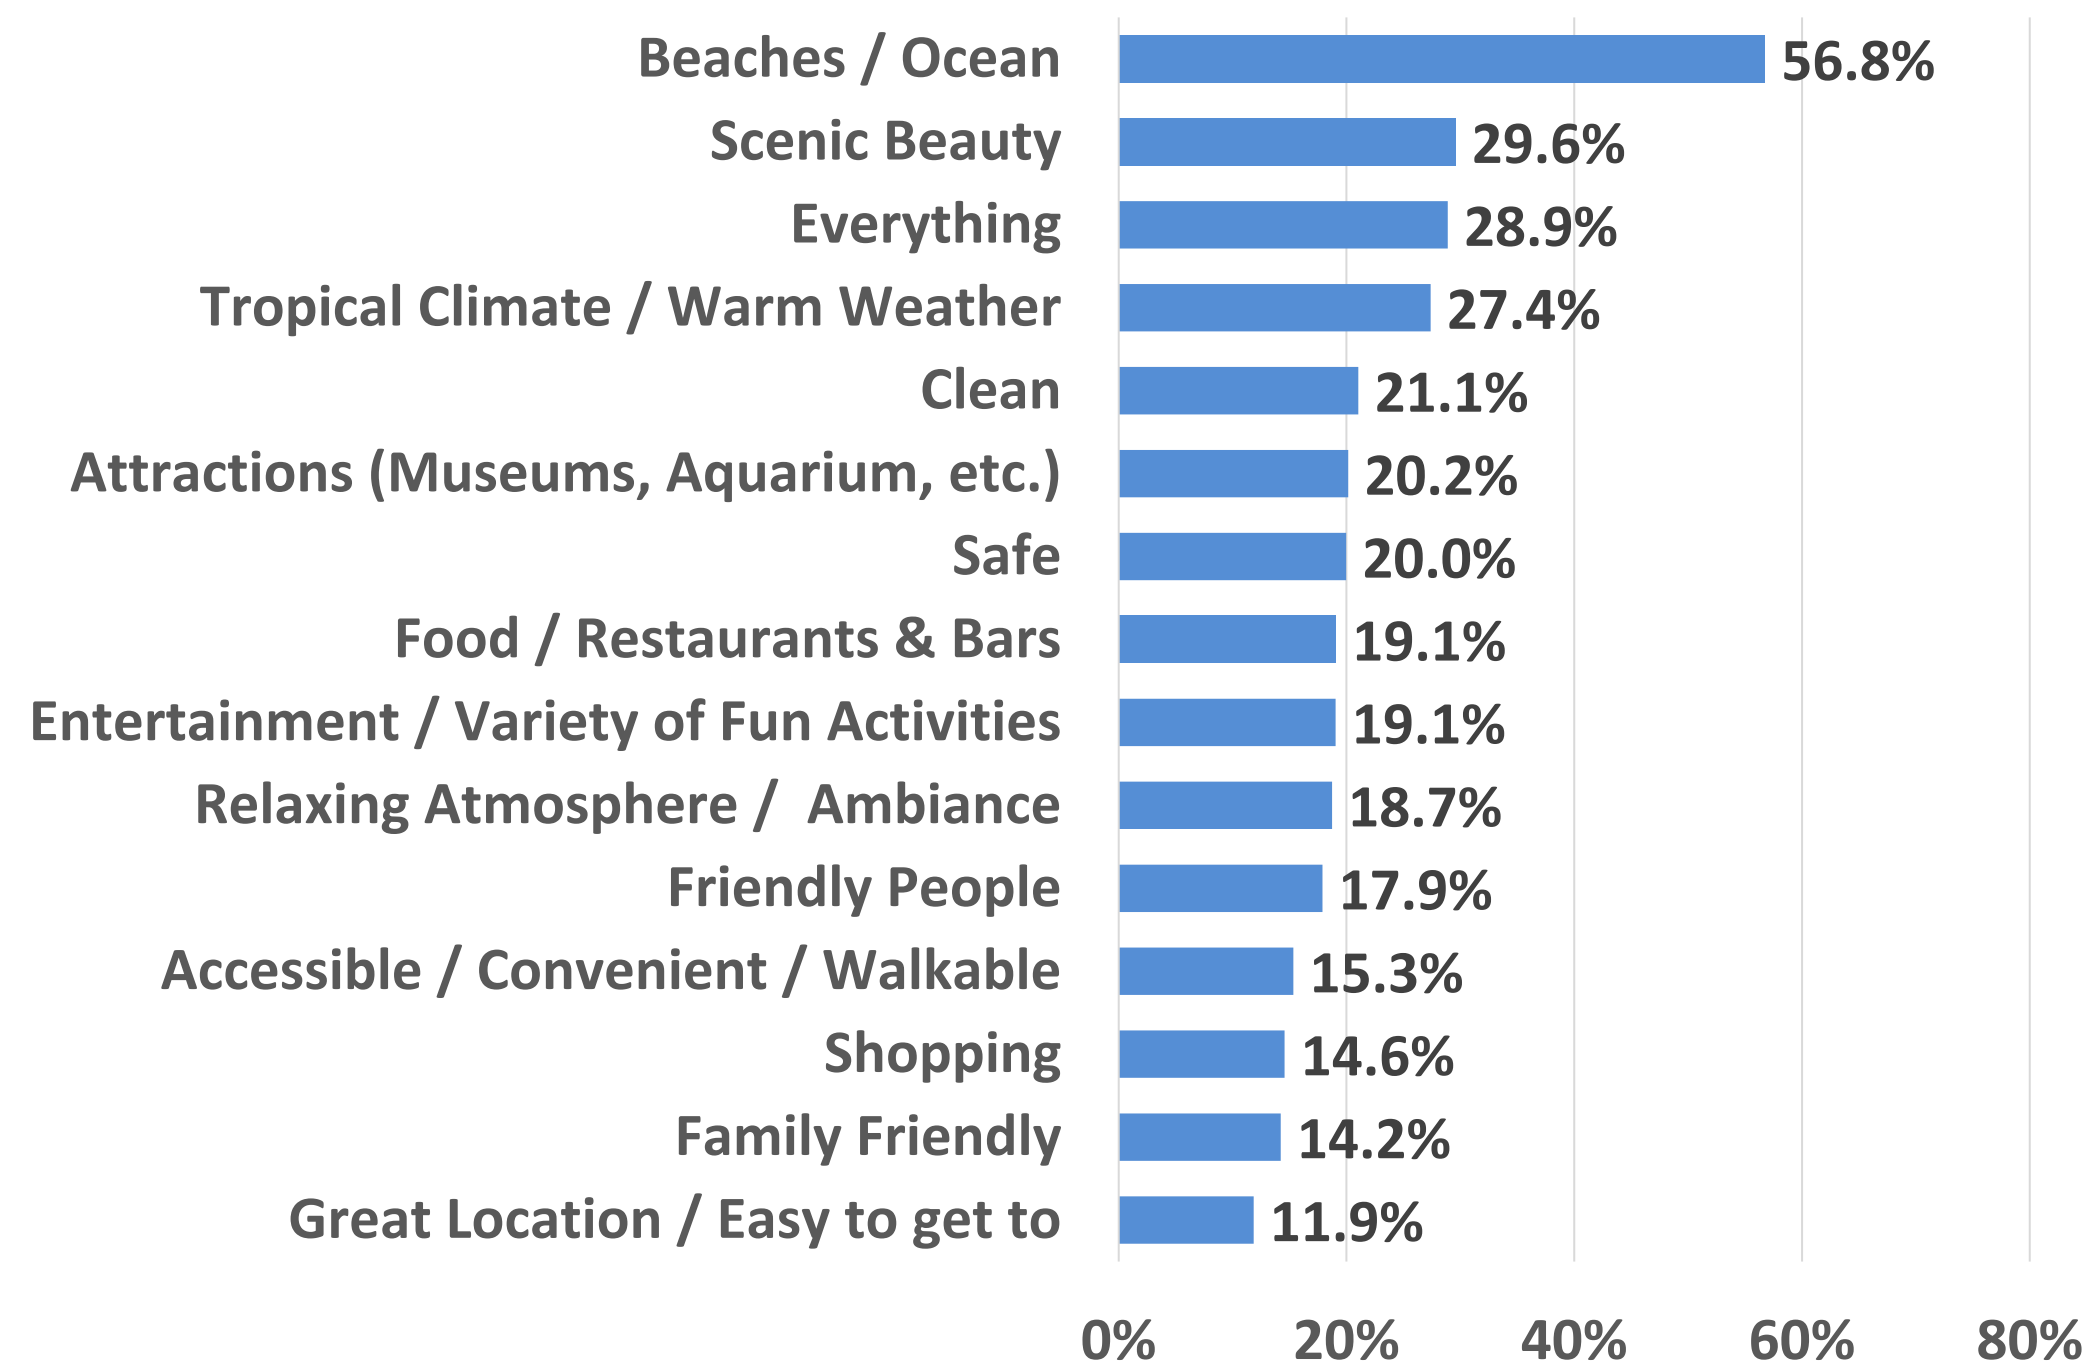 Beaches / Ocean 56.8%
Scenic Beauty 29.6%
Everything 28.9%
Tropical Climate / Warm Weather 27.4%
Clean 21.1%
Attractions (Museums, Aquarium, etc.) 20.2%
Safe 20.0%
Food / Restaurants & Bars 19.1%
Entertainment / Variety of Fun Activities 19.1%
Relaxing Atmosphere /  Ambiance 18.7%
Friendly People 17.9%
Accessible / Convenient / Walkable 15.3%
Shopping 14.6%
Family Friendly 14.2%
Great Location / Easy to get to 11.9%
0% 20% 40% 60% 80%